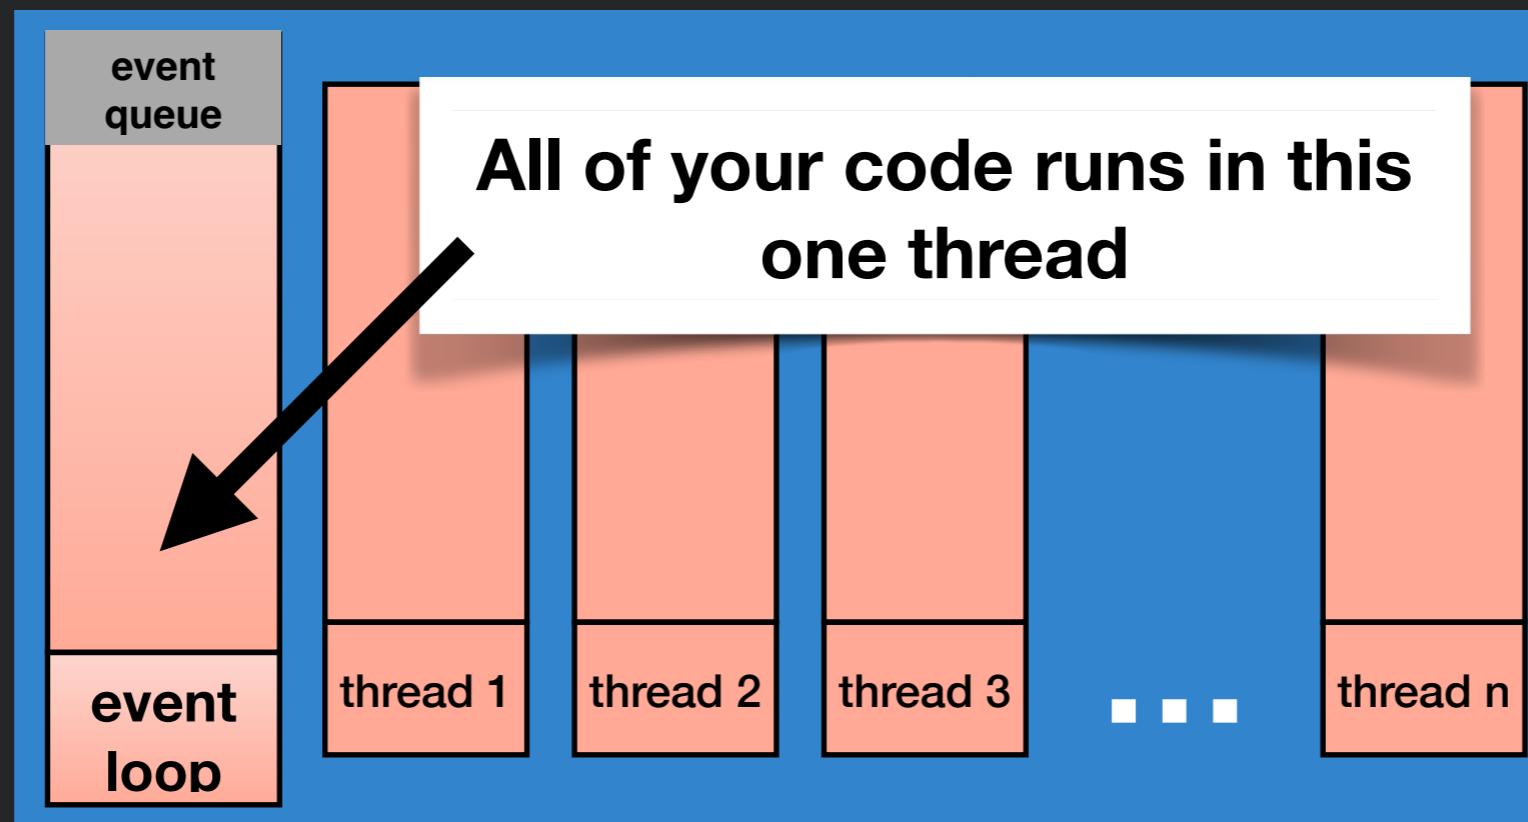 event
queue
All of your code runs in this
one thread
event
loop
thread 1
thread 2
thread 3
...
thread n